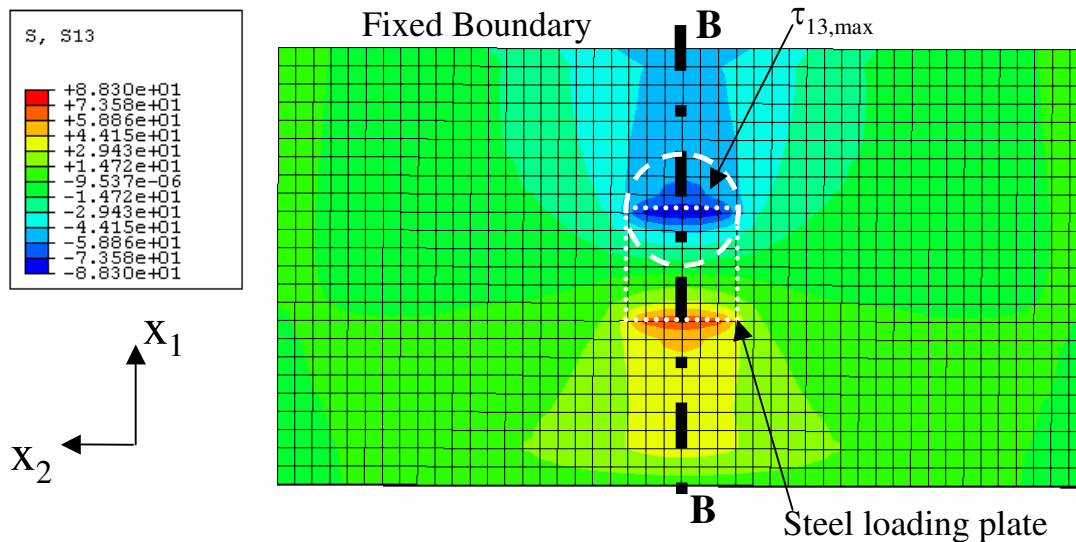 Fixed Boundary
B
τ13,max
S, S13
+8.830e+01
+7.358e+01
+5.886e+01
+4.415e+01
+2.943e+01
+1.472e+01
-9.537e-06
-1.472e+01
-2.943e+01
-4.415e+01
-5.886e+01
-7.358e+01
-8.830e+01
X1
X2
B
Steel loading plate